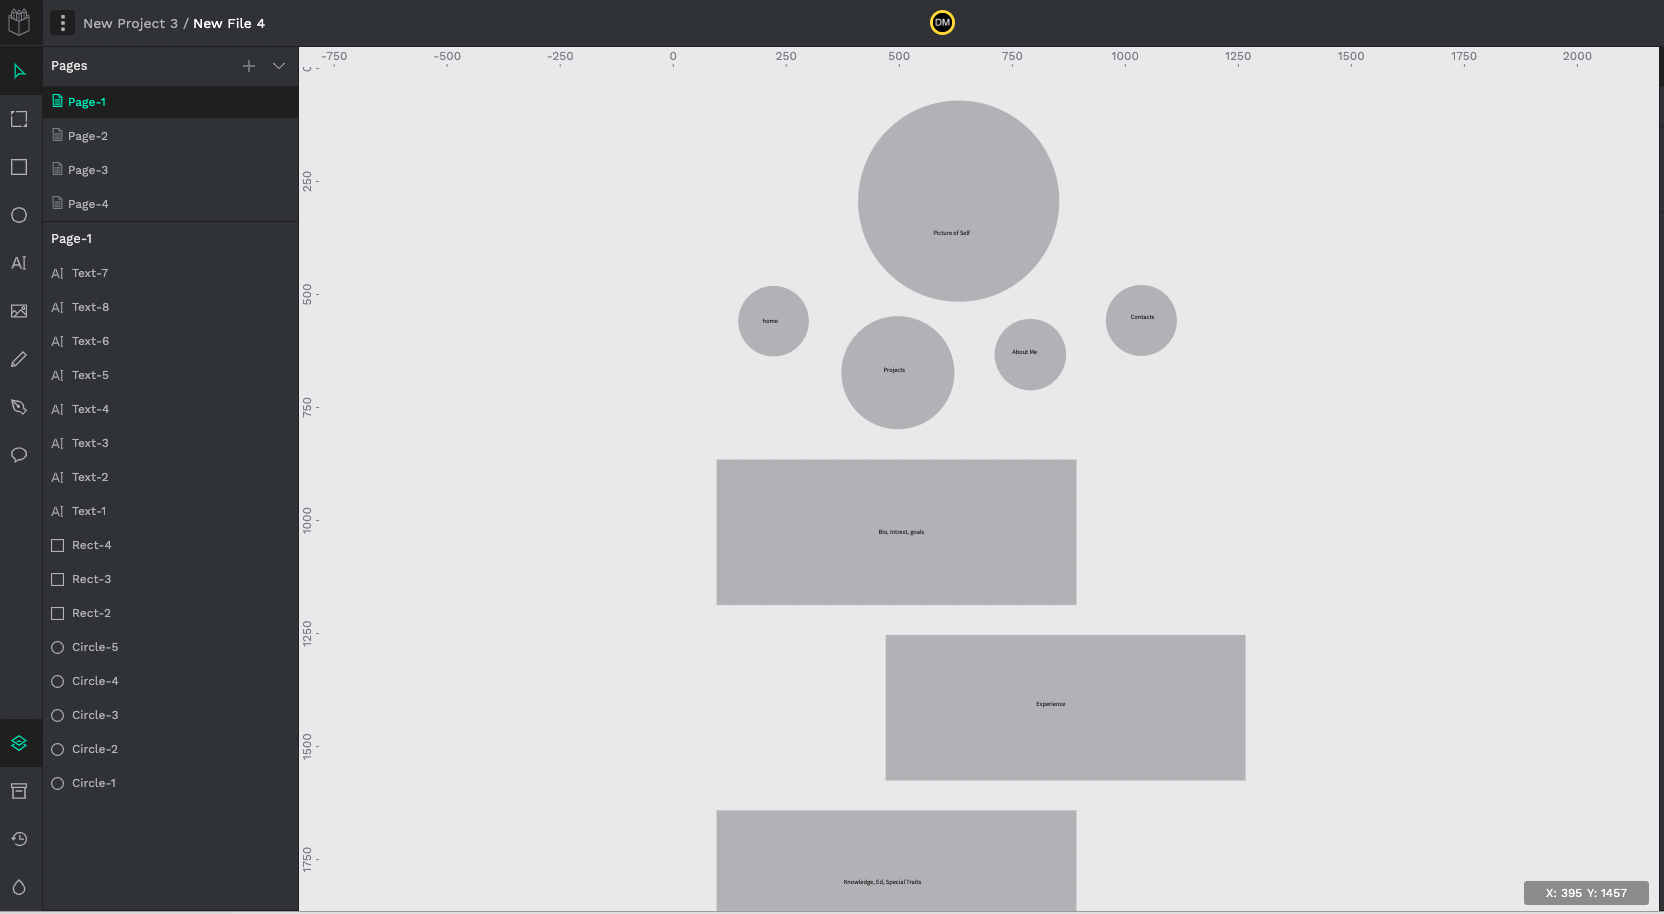 New Project 3 / New File 4
DM
Pages
Page-1
Page-2
Page-3
Page-4
Page-1
Text-7
Text-8
Text-6
Text-5
Text-4
Text-3
Text-2
Text-1
Rect-4
Rect-3
Rect-2
Circle-5
Circle-4
Circle-3
Circle-2
Circle-1
-750 -500 -250 0 250 500 750 1000 1250 1500 1750 2000
250
500
750
1000
1250
1500
1750
Picture of Self
home
Projects
About Me
Contacts
Bio, Intrest, goals
Experience
Knowledge, Ed, Special Traits
X: 395 Y: 1457